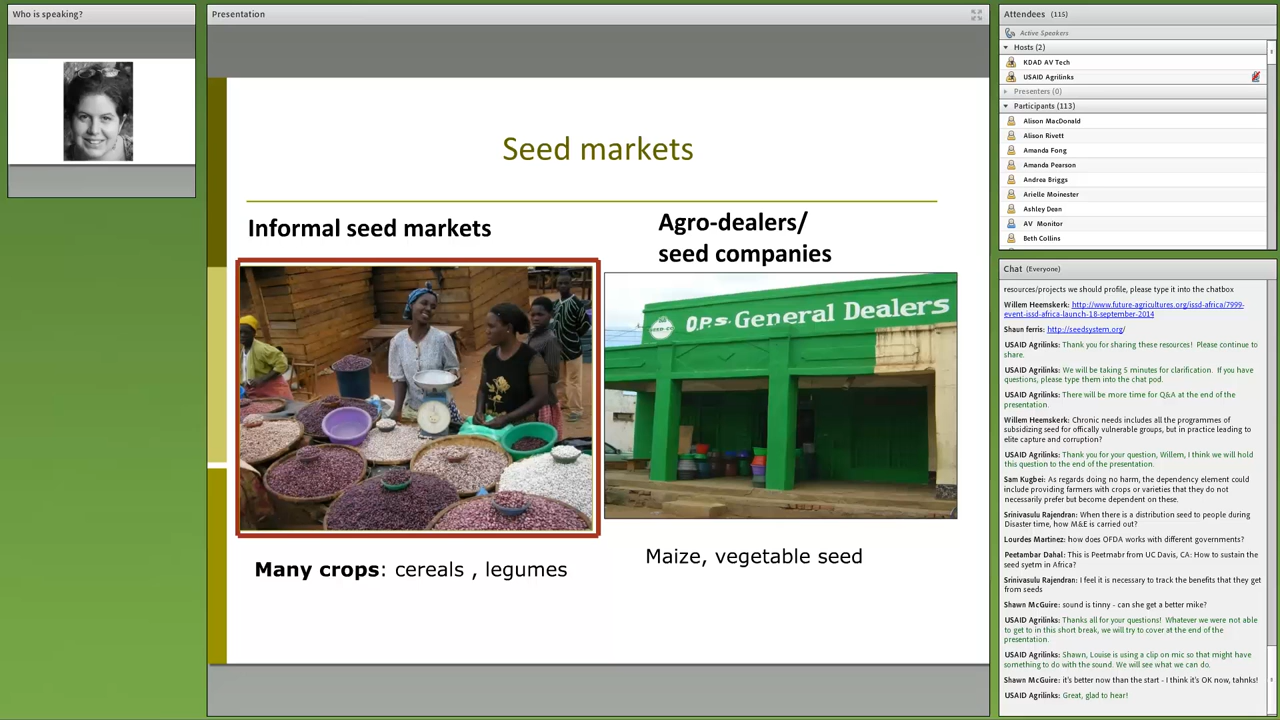 Who is speaking?
Presentation
Seed markets
Informal seed markets
Agro-dealers/
seed companies
O.P.S. General Dealers
SEED CO
Many crops: cereals , legumes
Maize, vegetable seed
Attendees (115)
Active Speakers
Hosts (2)
KDAD AV Tech
USAID Agrilinks
Presenters (0)
Participants (113)
Alison MacDonald
Alison Rivett
Amanda Fong
Amanda Pearson
Andrea Briggs
Arielle Moinester
Ashley Dean
AV Monitor
Beth Collins
Chat (Everyone)
resources/projects we should profile, please type it into the chatbox
Willem Heemskerk: http://www.future-agricultures.org/issd-africa/7999-
event-issd-africa-launch-18-september-2014
Shaun ferris: http://seedsystem.org/
USAID Agrilinks: Thank you for sharing these resources! Please continue to
share.
USAID Agrilinks: We will be taking 5 minutes for clarification. If you have
questions, please type them into the chat pod.
USAID Agrilinks: There will be more time for Q&A at the end of the
presentation.
Willem Heemskerk: Chronic needs includes all the programmes of
subsidizing seed for offically vulnerable groups, but in practice leading to
elite capture and corruption?
USAID Agrilinks: Thank you for your question, Willem, I think we will hold
this question to the end of the presentation.
Sam Kugbei: As regards doing no harm, the dependency element could
include providing farmers with crops or varieties that they do not
necessarily prefer but become dependent on these.
Srinivasulu Rajendran: When there is a distribution seed to people during
Disaster time, how M&E is carried out?
Lourdes Martinez: how does OFDA works with different governments?
Peetambar Dahal: This is Peetmabr from UC Davis, CA: How to sustain the
seed syetm in Africa?
Srinivasulu Rajendran: I feel it is necessary to track the benefits that they get
from seeds
Shawn McGuire: sound is tinny - can she get a better mike?
USAID Agrilinks: Thanks all for your questions! Whatever we were not able
to get to in this short break, we will try to cover at the end of the
presentation.
USAID Agrilinks: Shawn, Louise is using a clip on mic so that might have
something to do with the sound. We will see what we can do.
Shawn McGuire: it's better now than the start - I think it's OK now, tahnks!
USAID Agrilinks: Great, glad to hear!